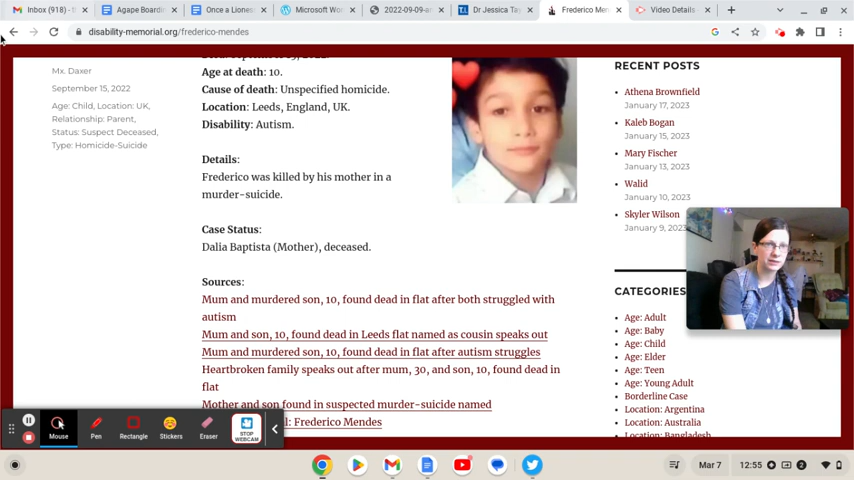 Inbox (918) - t
Agape Boardin
Once a Liones
Microsoft Wo
2022-09-09-a
Dr Jessica Tay
Frederico Men
Video Details
disability-memorial.org/frederico-mendes
Mx. Daxer
September 15, 2022
Age: Child, Location: UK,
Relationship: Parent,
Status: Suspect Deceased,
Type: Homicide-Suicide
Age at death: 10.
Cause of death: Unspecified homicide.
Location: Leeds, England, UK.
Disability: Autism.
Details:
Frederico was killed by his mother in a
murder-suicide.
Case Status:
Dalia Baptista (Mother), deceased.
Sources:
Mum and murdered son, 10, found dead in flat after both struggled with
autism
Mum and son, 10, found dead in Leeds flat named as cousin speaks out
Mum and murdered son, 10, found dead in flat after autism struggles
Heartbroken family speaks out after mum, 30, and son, 10, found dead in
flat
Mother and son found in suspected murder-suicide named
l: Frederico Mendes
RECENT POSTS
Athena Brownfield
January 17, 2023
Kaleb Bogan
January 15, 2023
Mary Fischer
January 13, 2023
Walid
January 10, 2023
Skyler Wilson
January 9, 2023
CATEGORIES
Age: Adult
Age: Baby
Age: Child
Age: Elder
Age: Teen
Age: Young Adult
Borderline Case
Location: Argentina
Location: Australia
Location: Bangladesh
Mouse
Pen
Rectangle
Stickers
Eraser
STOP
WEBCAM
Mar 7
12:55
2